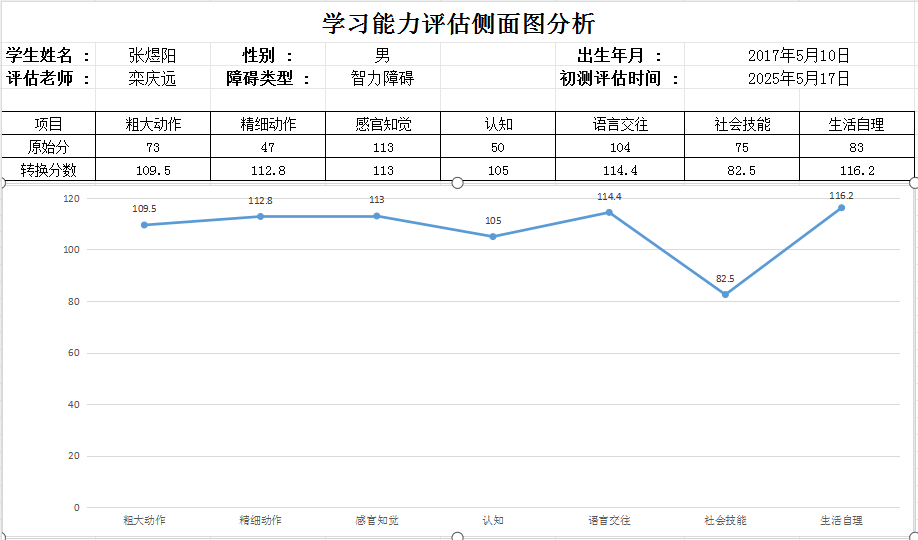 学习能力评估侧面图分析
学生姓名 : 张煜阳 性别 : 男 出生年月 : 2017年5月10日
评估老师 : 栾庆远 障碍类型 : 智力障碍 初测评估时间 : 2025年5月17日
项目 粗大动作 精细动作 感官知觉 认知 语言交往 社会技能 生活自理
原始分 73 47 113 50 104 75 83
转换分数 109.5 112.8 113 105 114.4 82.5 116.2
120
100
80
60
40
20
0
109.5 112.8 113 105 114.4 82.5 116.2
粗大动作 精细动作 感官知觉 认知 语言交往 社会技能 生活自理